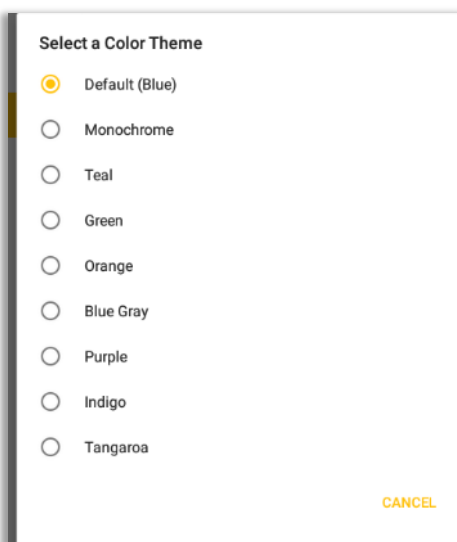 Select a Color Theme
Default (Blue)
Monochrome
Teal
Green
Orange
Blue Gray
Purple
Indigo
Tangaroa
CANCEL